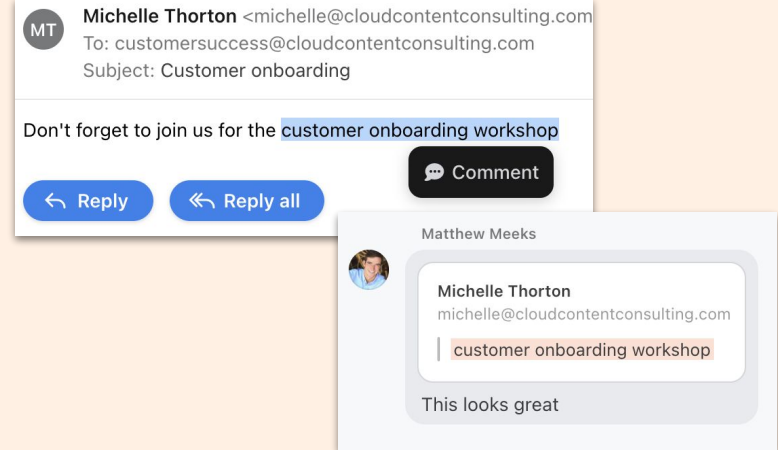 MT
Michelle Thorton <michelle@cloudcontentconsulting.com
To: customersuccess@cloudcontentconsulting.com
Subject: Customer onboarding
Don't forget to join us for the customer onboarding workshop
Comment
Reply
Reply all
Matthew Meeks
Michelle Thorton
michelle@cloudcontentconsulting.com
customer onboarding workshop
This looks great